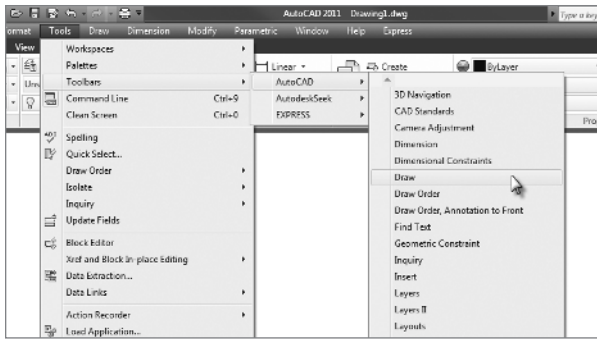 AutoCAD 2011 Drawing1.dwg
ormat Tools Draw Dimension Modify Parametric Window Help Express
View
Workspaces
Palettes
Toolbars
Command Line Ctrl+9
Clean Screen Ctrl+0
Spelling
Quick Select...
Draw Order
Isolate
Inquiry
Update Fields
Block Editor
Xref and Block In-place Editing
Data Extraction...
Data Links
Action Recorder
Load Application...
Linear Create ByLayer
AutoCAD
AutodeskSeek
EXPRESS
3D Navigation
CAD Standards
Camera Adjustment
Dimension
Dimensional Constraints
Draw
Draw Order
Draw Order, Annotation to Front
Find Text
Geometric Constraint
Inquiry
Insert
Layers
Layers II
Layouts
Pro